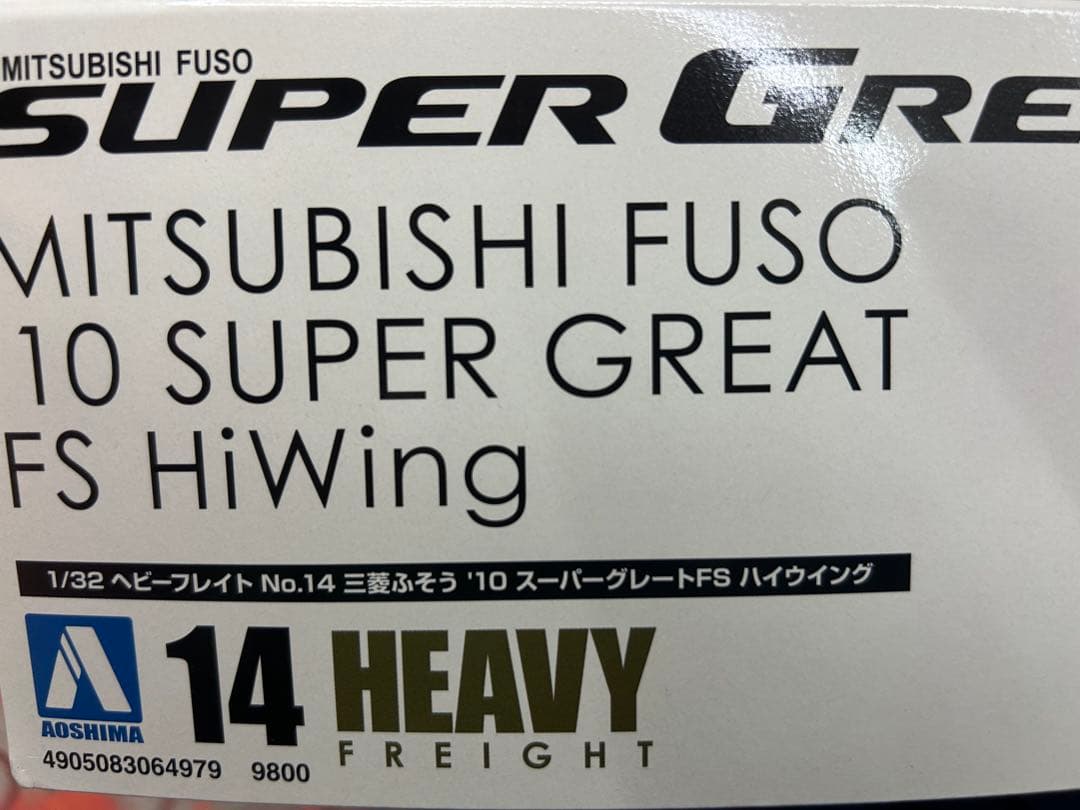 MITSUBISHI FUSO
SUPER GRE
MITSUBISHI FUSO
'10 SUPER GREAT
FS HiWing
1/32 ヘビーフレイト No.14 三菱ふそう '10 スーパーグレートFS ハイウイング
AOSHIMA
14
HEAVY
FREIGHT
4905083064979 9800